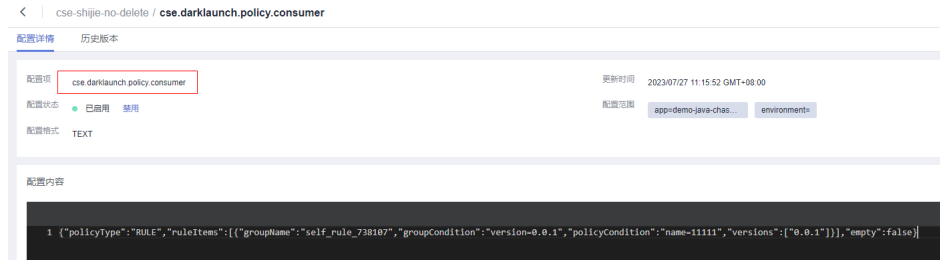 cse-shijie-no-delete / cse.darklaunch.policy.consumer
配置详情 历史版本
配置项 cse.darklaunch.policy.consumer 更新时间 2023/07/27 11:15:52 GMT+08:00
配置状态 已启用 禁用 配置范围 app=demo-java-chas... environment=
配置格式 TEXT
配置内容
1 {"policyType":"RULE","ruleItems":[{"groupName":"self_rule_738107","groupCondition":"version=0.0.1","policyCondition":"name=11111","versions":["0.0.1"]}],"empty":false}